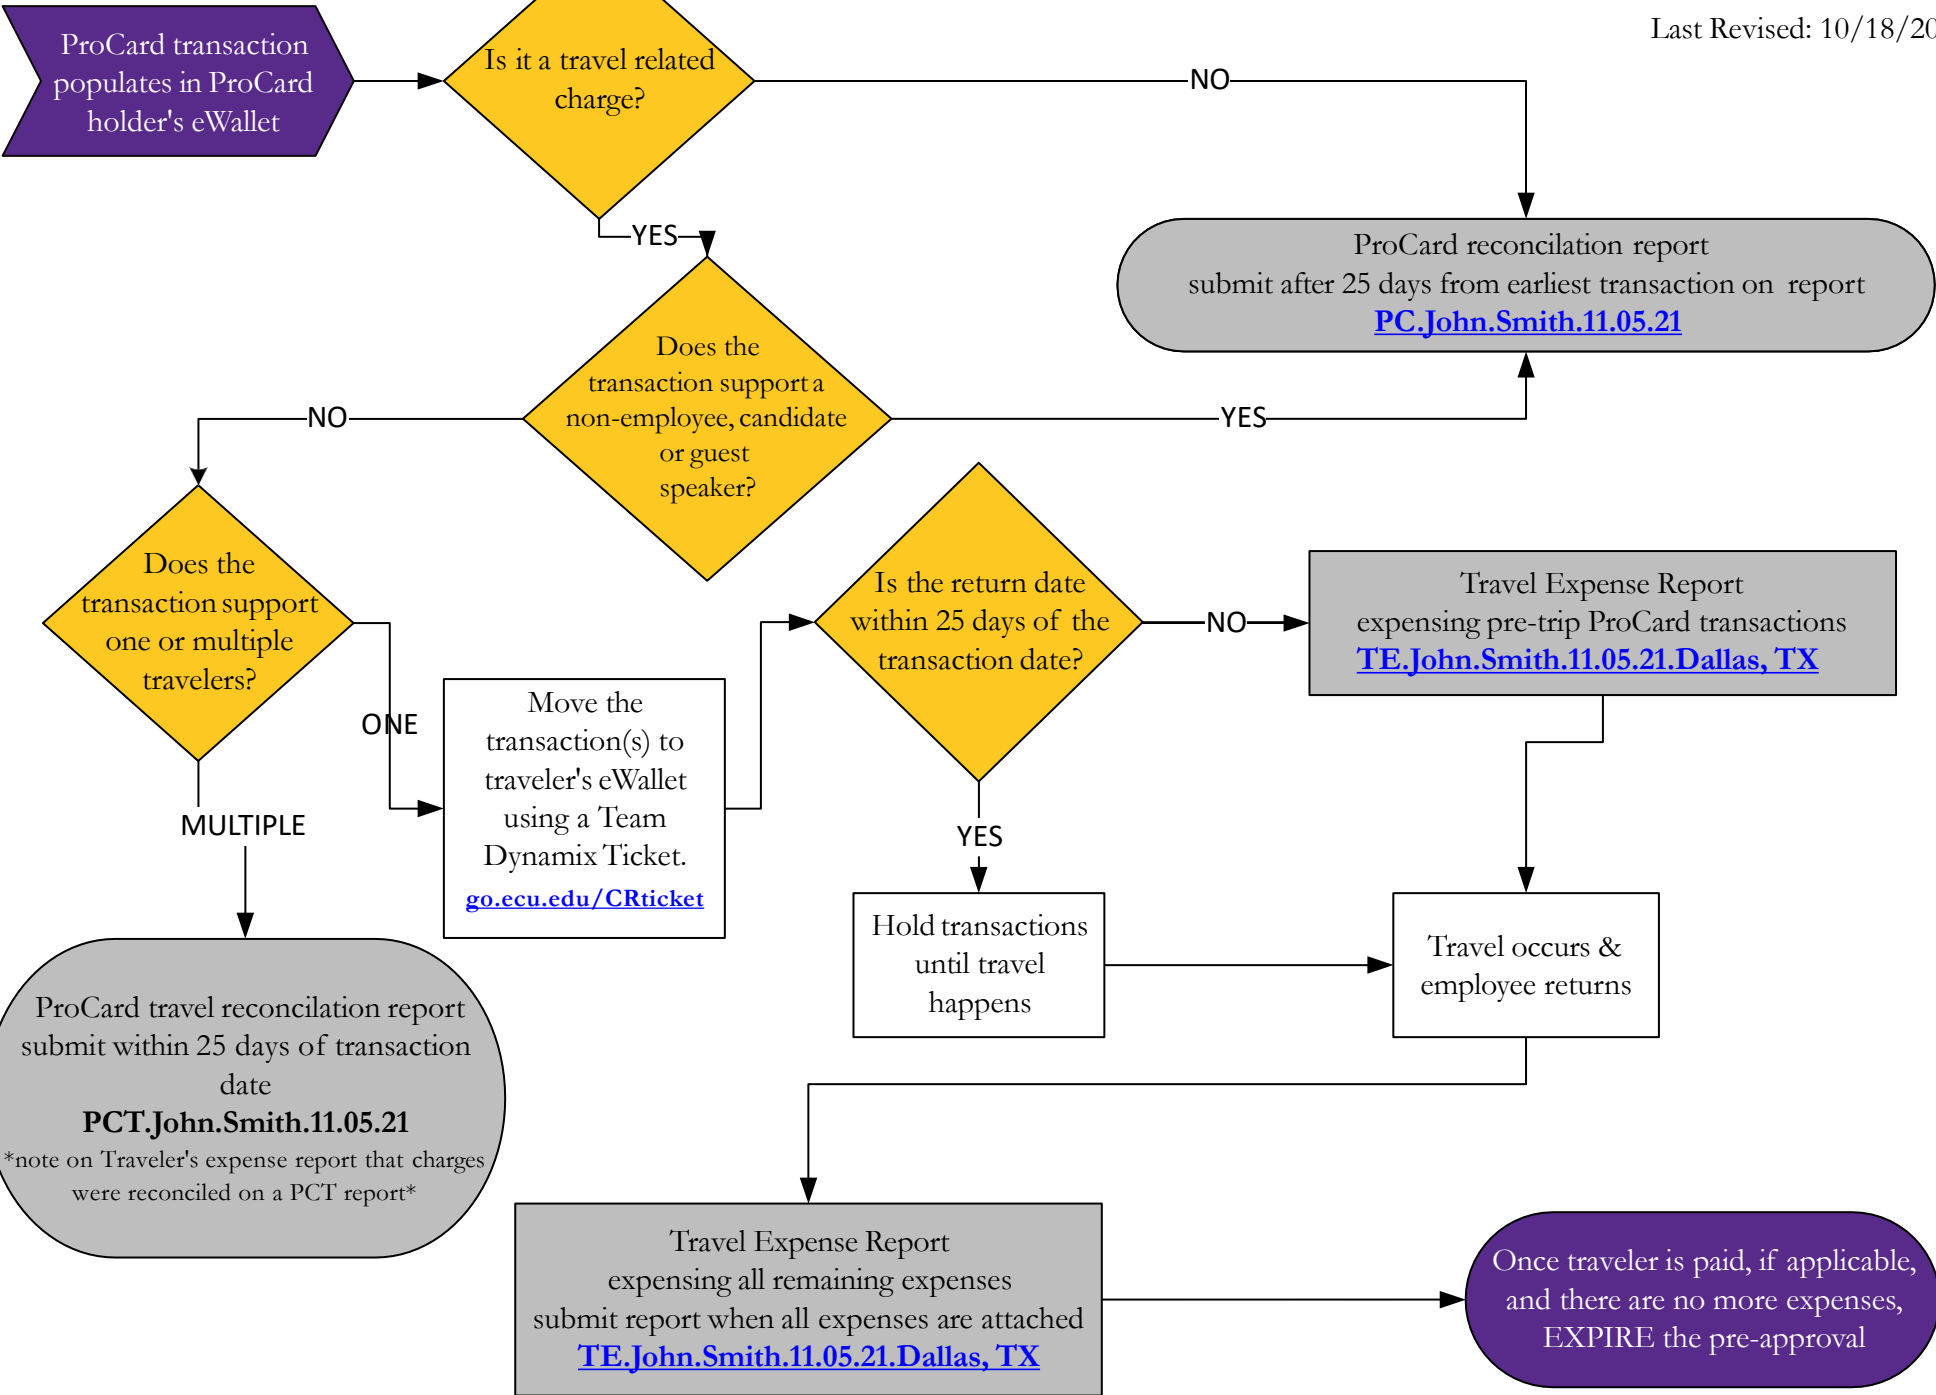 Last Revised: 10/18/20
ProCard transaction
populates in ProCard
holder's eWallet
Is it a travel related
charge?
NO
YES
ProCard reconcilation report
submit after 25 days from earliest transaction on report
PC.John.Smith.11.05.21
Does the
transaction support a
non-employee, candidate
or guest
speaker?
NO
YES
Does the
transaction support
one or multiple
travelers?
ONE
MULTIPLE
Move the
transaction(s) to
traveler's eWallet
using a Team
Dynamix Ticket.
go.ecu.edu/CRticket
Is the return date
within 25 days of the
transaction date?
NO
YES
Travel Expense Report
expensing pre-trip ProCard transactions
TE.John.Smith.11.05.21.Dallas, TX
Hold transactions
until travel
happens
Travel occurs &
employee returns
ProCard travel reconcilation report
submit within 25 days of transaction
date
PCT.John.Smith.11.05.21
*note on Traveler's expense report that charges
were reconciled on a PCT report*
Travel Expense Report
expensing all remaining expenses
submit report when all expenses are attached
TE.John.Smith.11.05.21.Dallas, TX
Once traveler is paid, if applicable,
and there are no more expenses,
EXPIRE the pre-approval